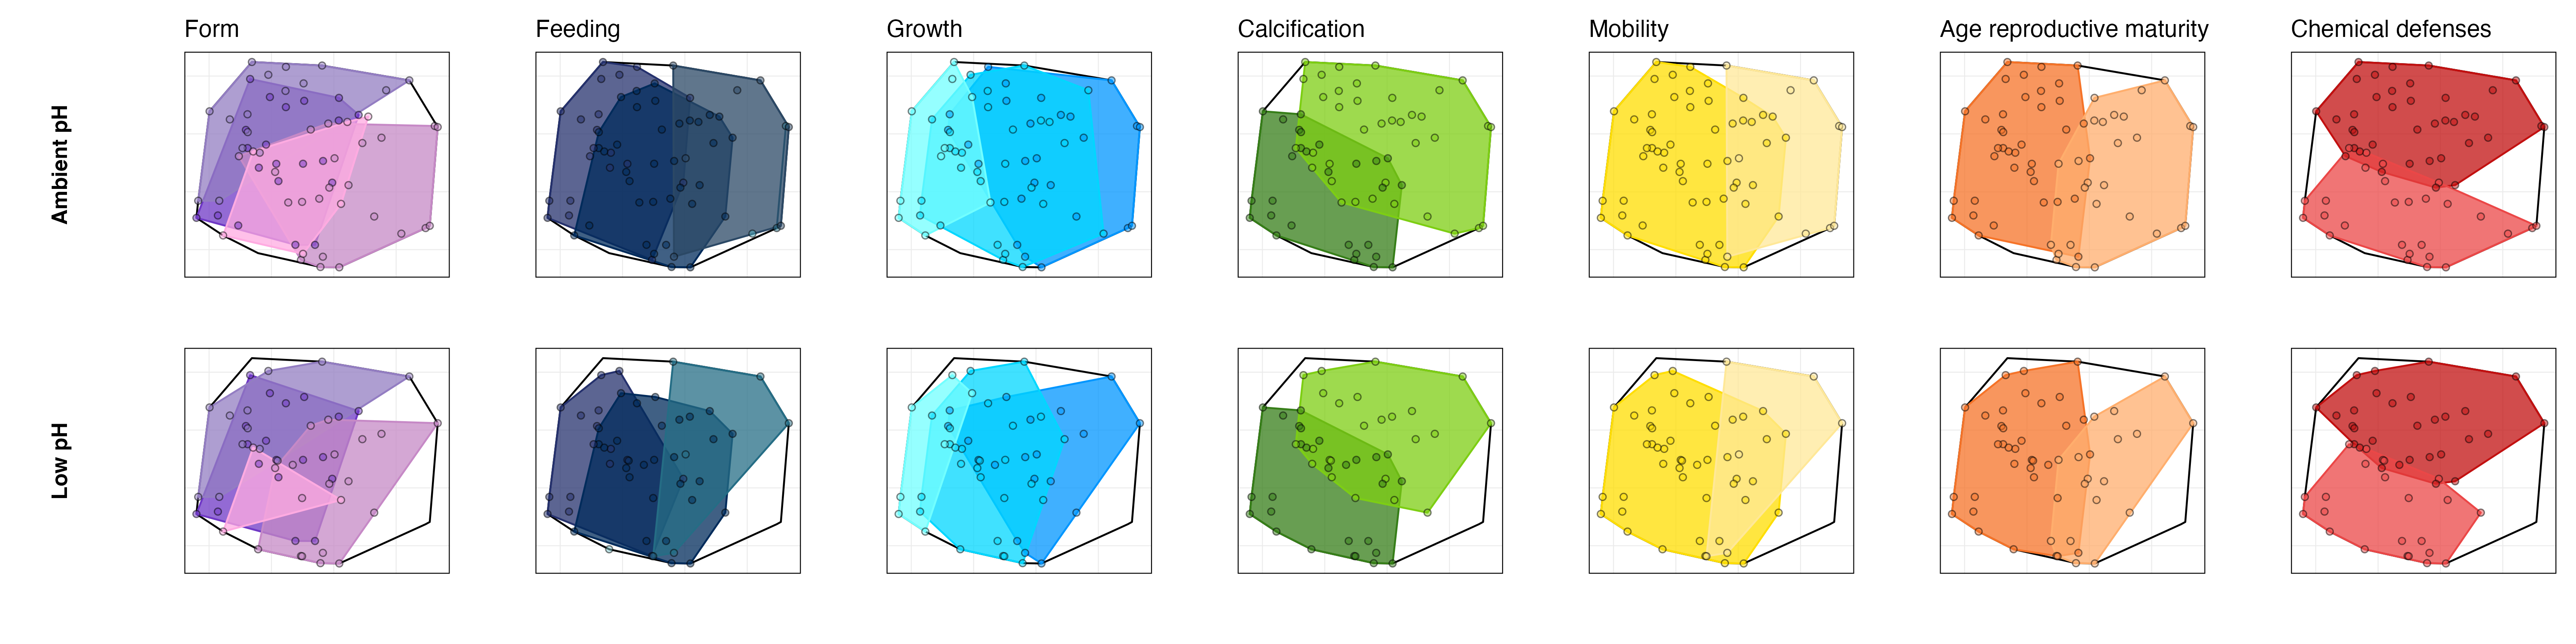 Form
Feeding
Growth
Calcification
Mobility
Age reproductive maturity
Chemical defenses
Ambient pH
Low pH